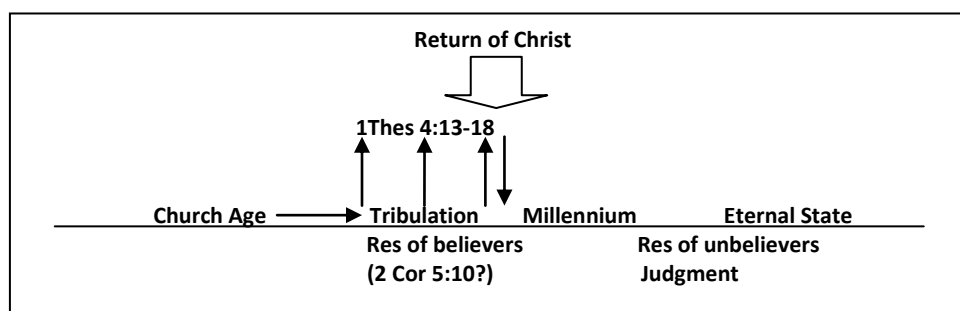 Return of Christ
1Thes 4:13-18
Church Age Tribulation Millennium Eternal State
Res of believers Res of unbelievers
(2 Cor 5:10?) Judgment